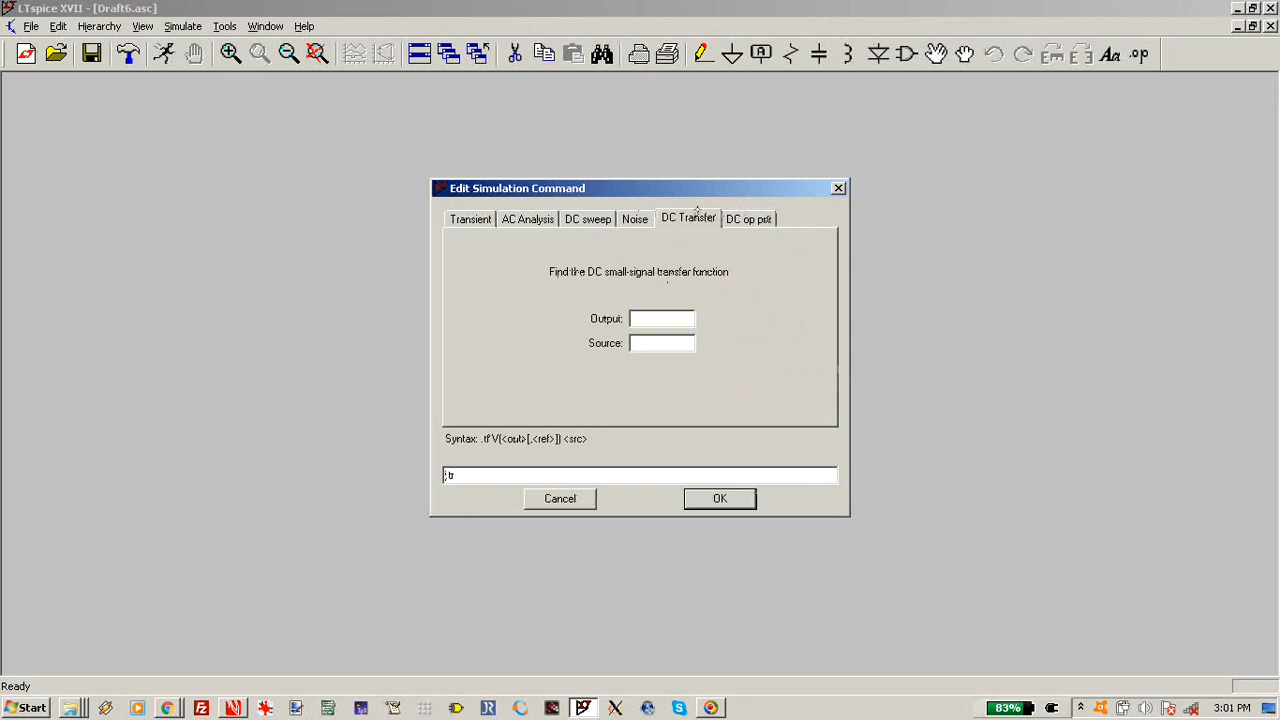 LTspice XVII - [Draft6.asc]
File Edit Hierarchy View Simulate Tools Window Help
Aa .op
Edit Simulation Command
Transient AC Analysis DC sweep Noise DC Transfer DC op pnt
Find the DC small-signal transfer function
Output:
Source:
Syntax: .tf V(<out>[,<ref>]) <src>
Cancel OK
Ready
Start 83% 3:01 PM